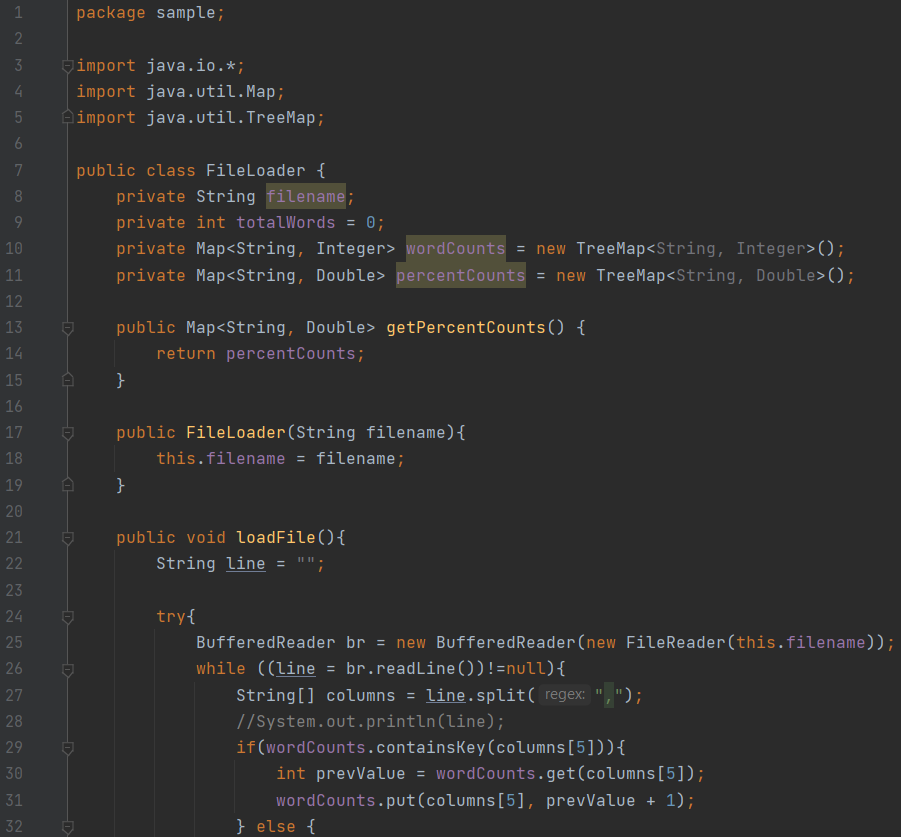 1 package sample;
2
3 import java.io.*;
4 import java.util.Map;
5 import java.util.TreeMap;
6
7 public class FileLoader {
8     private String filename;
9     private int totalWords = 0;
10     private Map<String, Integer> wordCounts = new TreeMap<String, Integer>();
11     private Map<String, Double> percentCounts = new TreeMap<String, Double>();
12
13     public Map<String, Double> getPercentCounts() {
14         return percentCounts;
15     }
16
17     public FileLoader(String filename){
18         this.filename = filename;
19     }
20
21     public void loadFile(){
22         String line = "";
23
24         try{
25             BufferedReader br = new BufferedReader(new FileReader(this.filename));
26             while ((line = br.readLine())!=null){
27                 String[] columns = line.split( regex: ",");
28                 //System.out.println(line);
29                 if(wordCounts.containsKey(columns[5])){
30                     int prevValue = wordCounts.get(columns[5]);
31                     wordCounts.put(columns[5], prevValue + 1);
32                 } else {